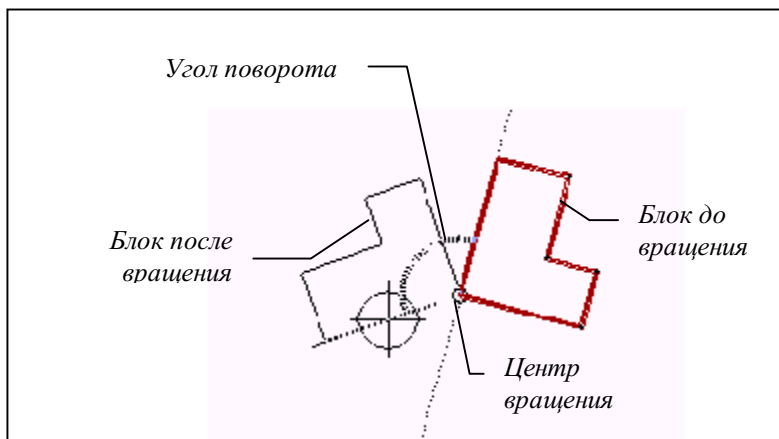 Угол поворота
Блок после
вращения
Блок до
вращения
Центр
вращения